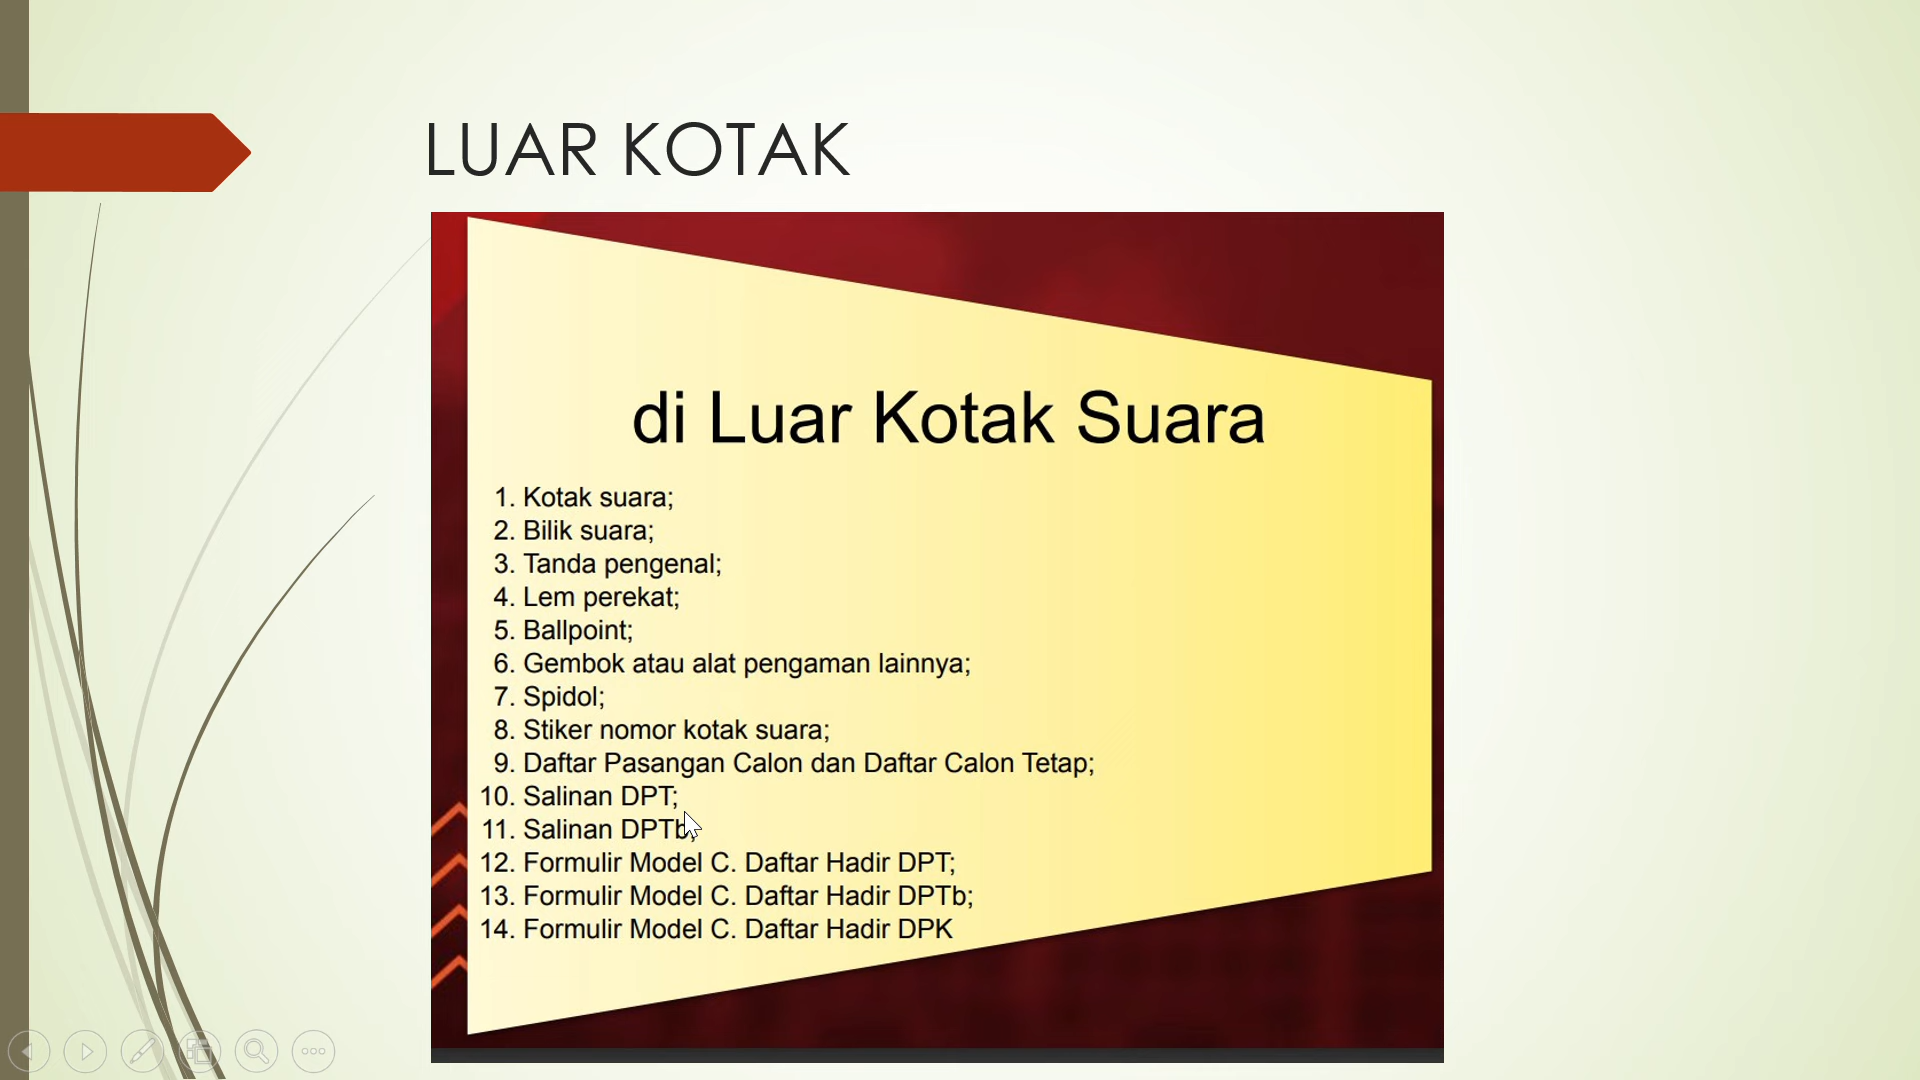 LUAR KOTAK
di Luar Kotak Suara
1. Kotak suara;
2. Bilik suara;
3. Tanda pengenal;
4. Lem perekat;
5. Ballpoint;
6. Gembok atau alat pengaman lainnya;
7. Spidol;
8. Stiker nomor kotak suara;
9. Daftar Pasangan Calon dan Daftar Calon Tetap;
10. Salinan DPT;
11. Salinan DPTb;
12. Formulir Model C. Daftar Hadir DPT;
13. Formulir Model C. Daftar Hadir DPTb;
14. Formulir Model C. Daftar Hadir DPK